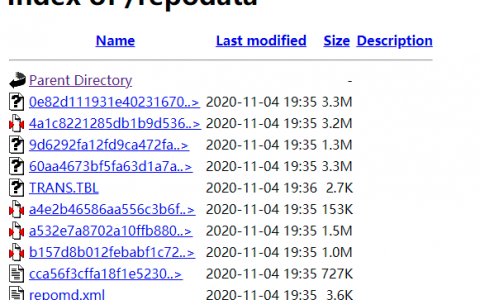 Index of /repodata
Name Last modified Size Description
Parent Directory -
0e82d111931e40231670..> 2020-11-04 19:35 3.3M
4a1c8221285db1b9d536..> 2020-11-04 19:35 3.2M
9d6292fa12fd9ca472fa..> 2020-11-04 19:35 1.3M
60aa4673bf5fa63d1a7a..> 2020-11-04 19:35 3.3M
TRANS.TBL 2020-11-04 19:36 2.7K
a4e2b46586aa556c3b6f..> 2020-11-04 19:35 153K
a532e7a8702a10ffb880..> 2020-11-04 19:35 1.5M
b157d8b012febabf1c72..> 2020-11-04 19:35 1.0M
cca56f3cffa18f1e5230..> 2020-11-04 19:35 727K
repomd.xml 2020-11-04 19:35 3.6K